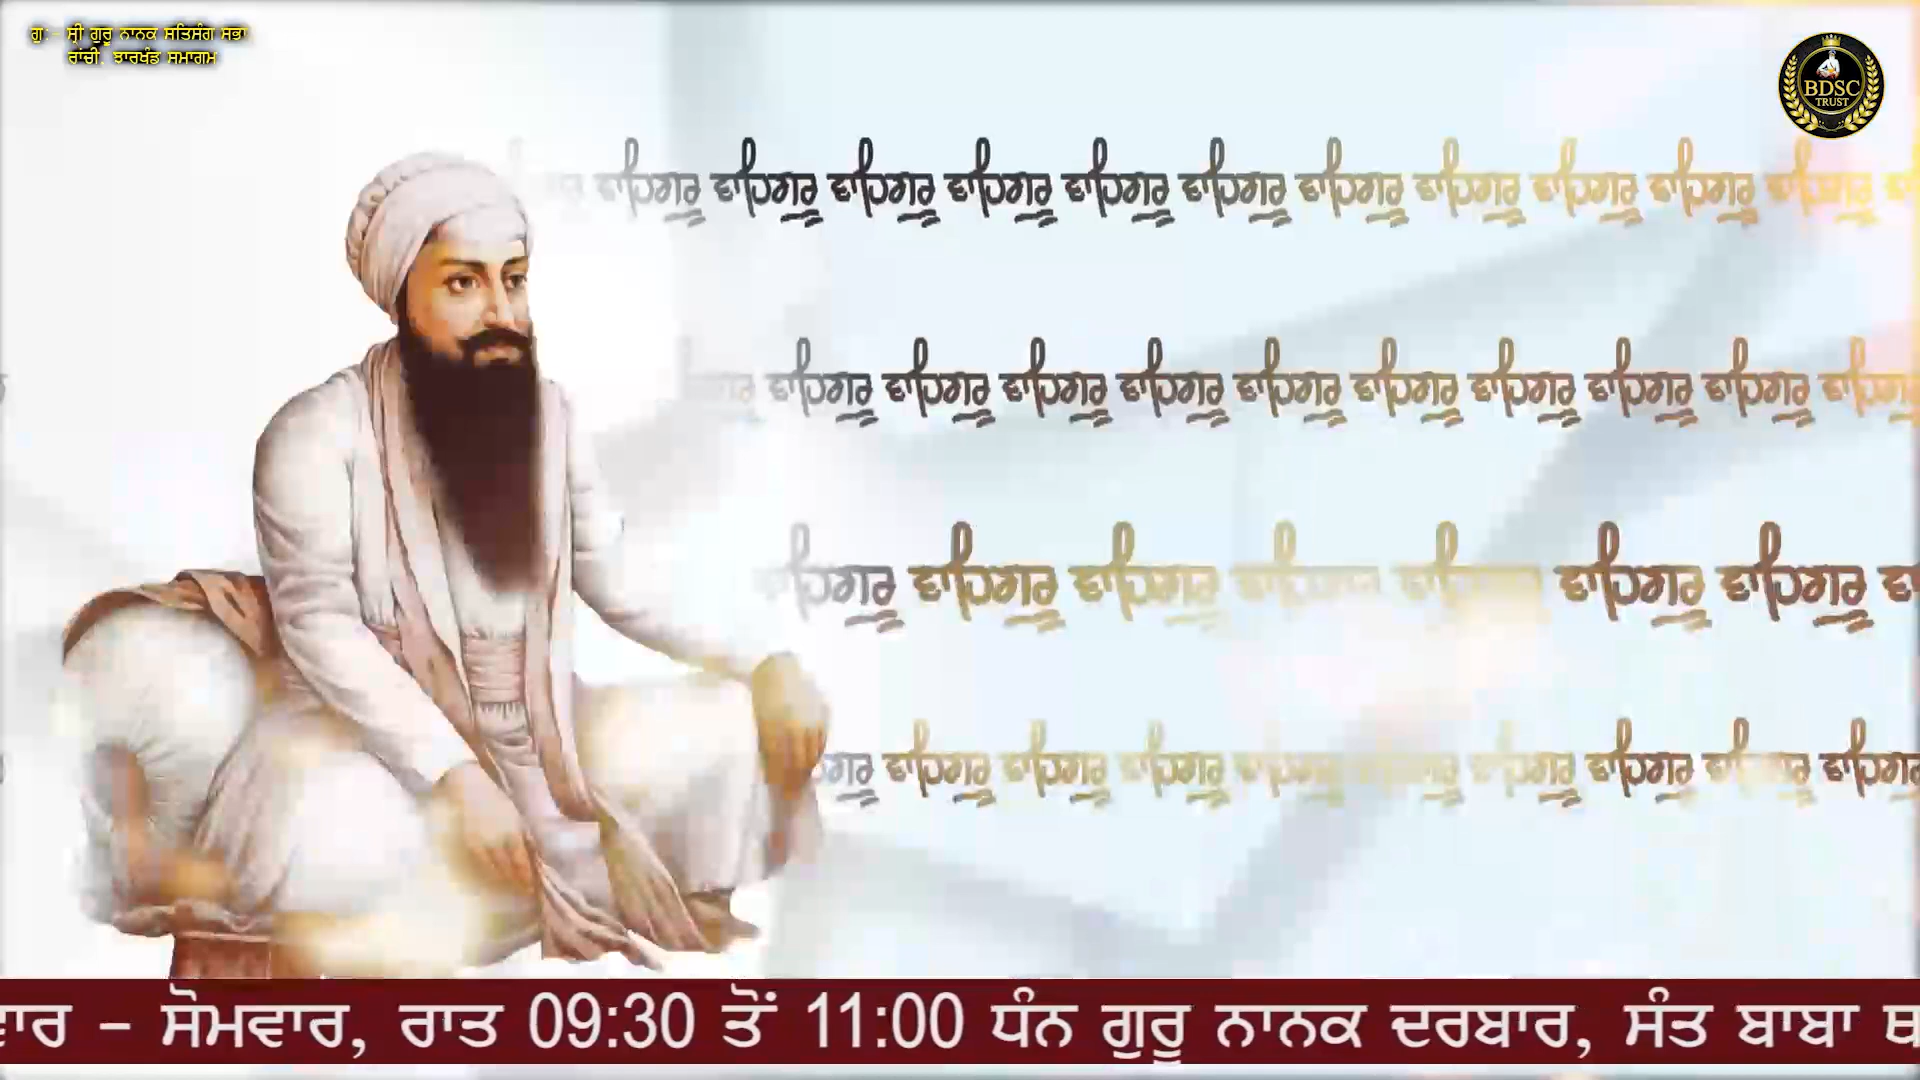 ਗੁ:- ਸ੍ਰੀ ਗੁਰੂ ਨਾਨਕ ਸਤਿਸੰਗ ਸਭਾ
ਰਾਂਚੀ, ਝਾਰਖੰਡ ਸਮਾਗਮ
BDSC
TRUST
ਵਾਹਿਗੁਰੂ ਵਾਹਿਗੁਰੂ ਵਾਹਿਗੁਰੂ ਵਾਹਿਗੁਰੂ ਵਾਹਿਗੁਰੂ ਵਾਹਿਗੁਰੂ ਵਾਹਿਗੁਰੂ ਵਾਹਿਗੁਰੂ ਵਾਹਿਗੁਰੂ ਵਾਹਿਗੁਰੂ ਵਾਹਿਗੁਰੂ
ਵਾਹਿਗੁਰੂ ਵਾਹਿਗੁਰੂ ਵਾਹਿਗੁਰੂ ਵਾਹਿਗੁਰੂ ਵਾਹਿਗੁਰੂ ਵਾਹਿਗੁਰੂ ਵਾਹਿਗੁਰੂ ਵਾਹਿਗੁਰੂ ਵਾਹਿਗੁਰੂ ਵਾਹਿਗੁਰੂ
ਵਾਹਿਗੁਰੂ ਵਾਹਿਗੁਰੂ ਵਾਹਿਗੁਰੂ ਵਾਹਿਗੁਰੂ ਵਾਹਿਗੁਰੂ ਵਾਹਿਗੁਰੂ ਵਾਹਿਗੁਰੂ
ਵਾਹਿਗੁਰੂ ਵਾਹਿਗੁਰੂ ਵਾਹਿਗੁਰੂ ਵਾਹਿਗੁਰੂ ਵਾਹਿਗੁਰੂ ਵਾਹਿਗੁਰੂ ਵਾਹਿਗੁਰੂ ਵਾਹਿਗੁਰੂ ਵਾਹਿਗੁਰੂ
– ਸੋਮਵਾਰ, ਰਾਤ 09:30 ਤੋਂ 11:00 ਧੰਨ ਗੁਰੂ ਨਾਨਕ ਦਰਬਾਰ, ਸੰਤ ਬਾਬਾ